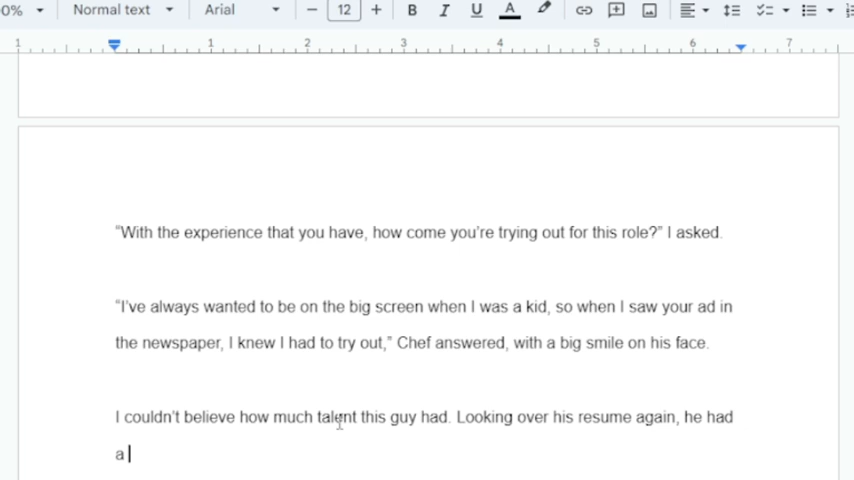 0% Normal text Arial − 12 + B I U A
1 1 2 3 4 5 6 7
“With the experience that you have, how come you’re trying out for this role?” I asked.
“I’ve always wanted to be on the big screen when I was a kid, so when I saw your ad in
the newspaper, I knew I had to try out,” Chef answered, with a big smile on his face.
I couldn’t believe how much talent this guy had. Looking over his resume again, he had
a